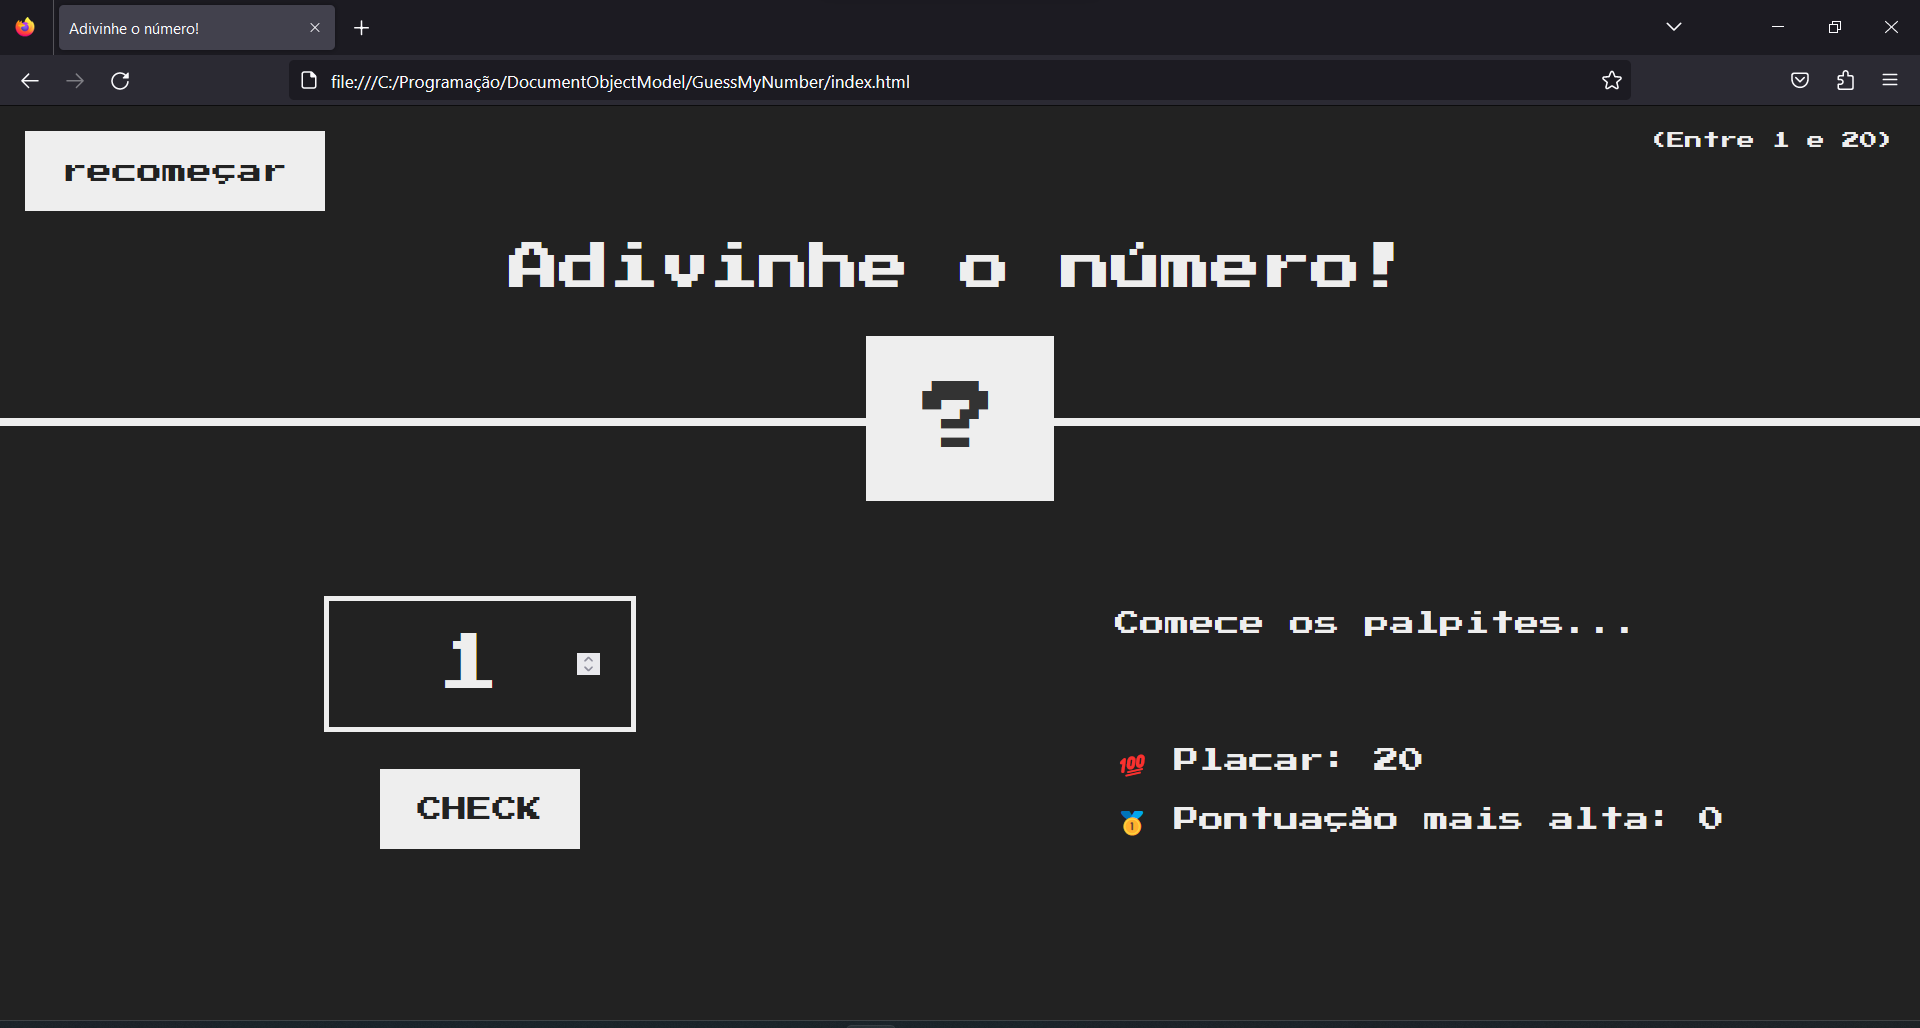 Adivinhe o número!
file:///C:/Programação/DocumentObjectModel/GuessMyNumber/index.html
recomeçar
(Entre 1 e 20)
Adivinhe o número!
?
1
CHECK
Comece os palpites...
💯 Placar: 20
🥇 Pontuação mais alta: 0